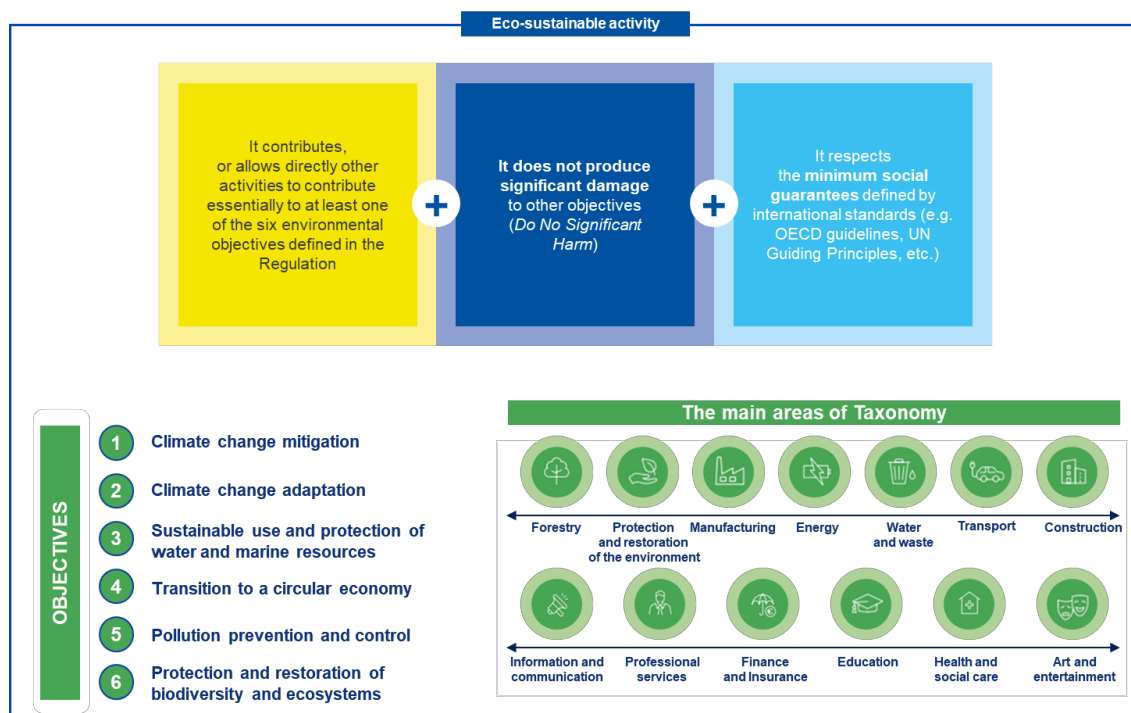 Eco-sustainable activity
It contributes,
or allows directly other
activities to contribute
essentially to at least one
of the six environmental
objectives defined in the
Regulation
+
It does not produce
significant damage
to other objectives
(Do No Significant
Harm)
+
It respects
the minimum social
guarantees defined by
international standards (e.g.
OECD guidelines, UN
Guiding Principles, etc.)
OBJECTIVES
1 Climate change mitigation
2 Climate change adaptation
3 Sustainable use and protection of
water and marine resources
4 Transition to a circular economy
5 Pollution prevention and control
6 Protection and restoration of
biodiversity and ecosystems
The main areas of Taxonomy
Forestry
Protection
and restoration
of the environment
Manufacturing
Energy
Water
and waste
Transport
Construction
Information and
communication
Professional
services
€
Finance
and Insurance
Education
Health and
social care
Art and
entertainment